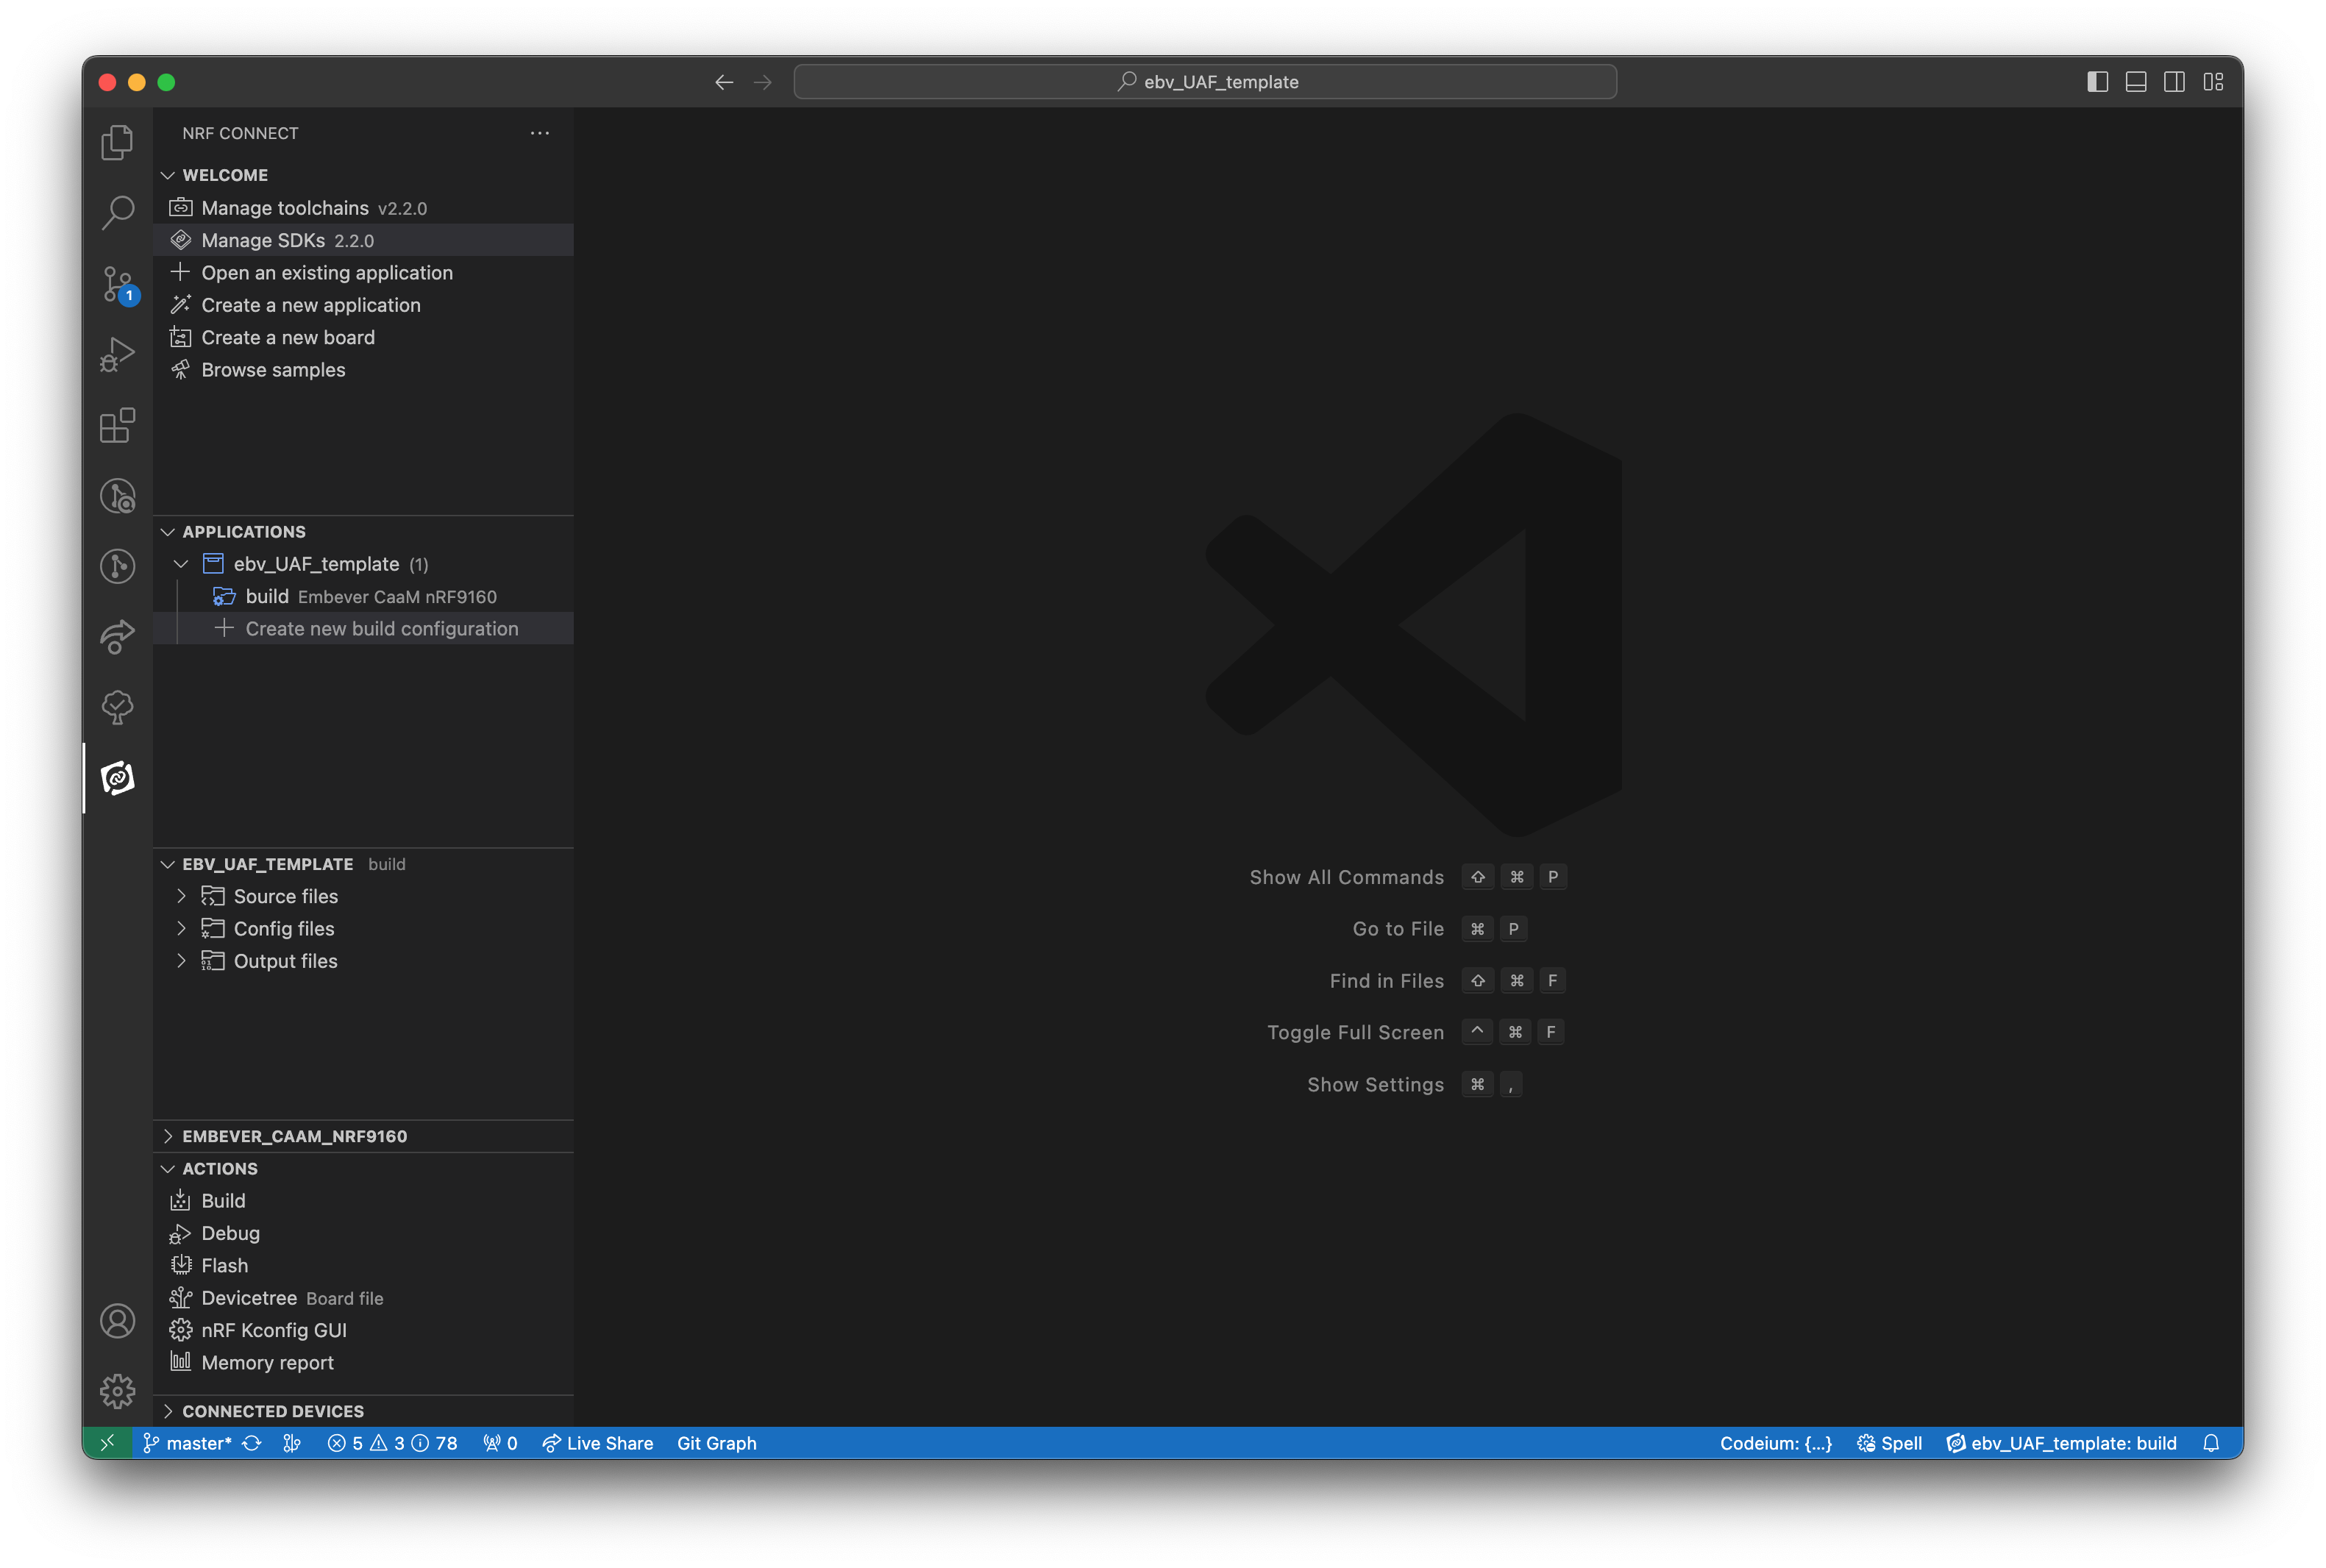 ebv_UAF_template
NRF CONNECT
WELCOME
Manage toolchains v2.2.0
Manage SDKs 2.2.0
Open an existing application
Create a new application
Create a new board
Browse samples
1
APPLICATIONS
ebv_UAF_template (1)
build Embever CaaM nRF9160
Create new build configuration
EBV_UAF_TEMPLATE build
Source files
Config files
Output files
EMBEVER_CAAM_NRF9160
ACTIONS
Build
Debug
Flash
Devicetree Board file
nRF Kconfig GUI
Memory report
CONNECTED DEVICES
Show All Commands ⇧ ⌘ P
Go to File ⌘ P
Find in Files ⇧ ⌘ F
Toggle Full Screen ^ ⌘ F
Show Settings ⌘ ,
master* 5 3 78 0 Live Share Git Graph Codeium: {...} Spell ebv_UAF_template: build